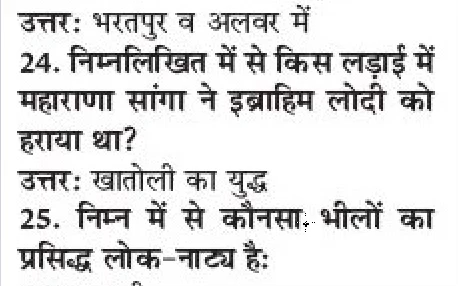 उत्तर: भरतपुर व अलवर में
24. निम्नलिखित में से किस लड़ाई में
महाराणा सांगा ने इब्राहिम लोदी को
हराया था?
उत्तर: खातोली का युद्ध
25. निम्न में से कौनसा भीलों का
प्रसिद्ध लोक-नाट्य है: